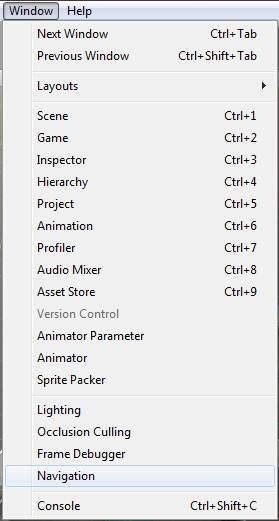 Window Help
Next Window Ctrl+Tab
Previous Window Ctrl+Shift+Tab
Layouts
Scene Ctrl+1
Game Ctrl+2
Inspector Ctrl+3
Hierarchy Ctrl+4
Project Ctrl+5
Animation Ctrl+6
Profiler Ctrl+7
Audio Mixer Ctrl+8
Asset Store Ctrl+9
Version Control
Animator Parameter
Animator
Sprite Packer
Lighting
Occlusion Culling
Frame Debugger
Navigation
Console Ctrl+Shift+C